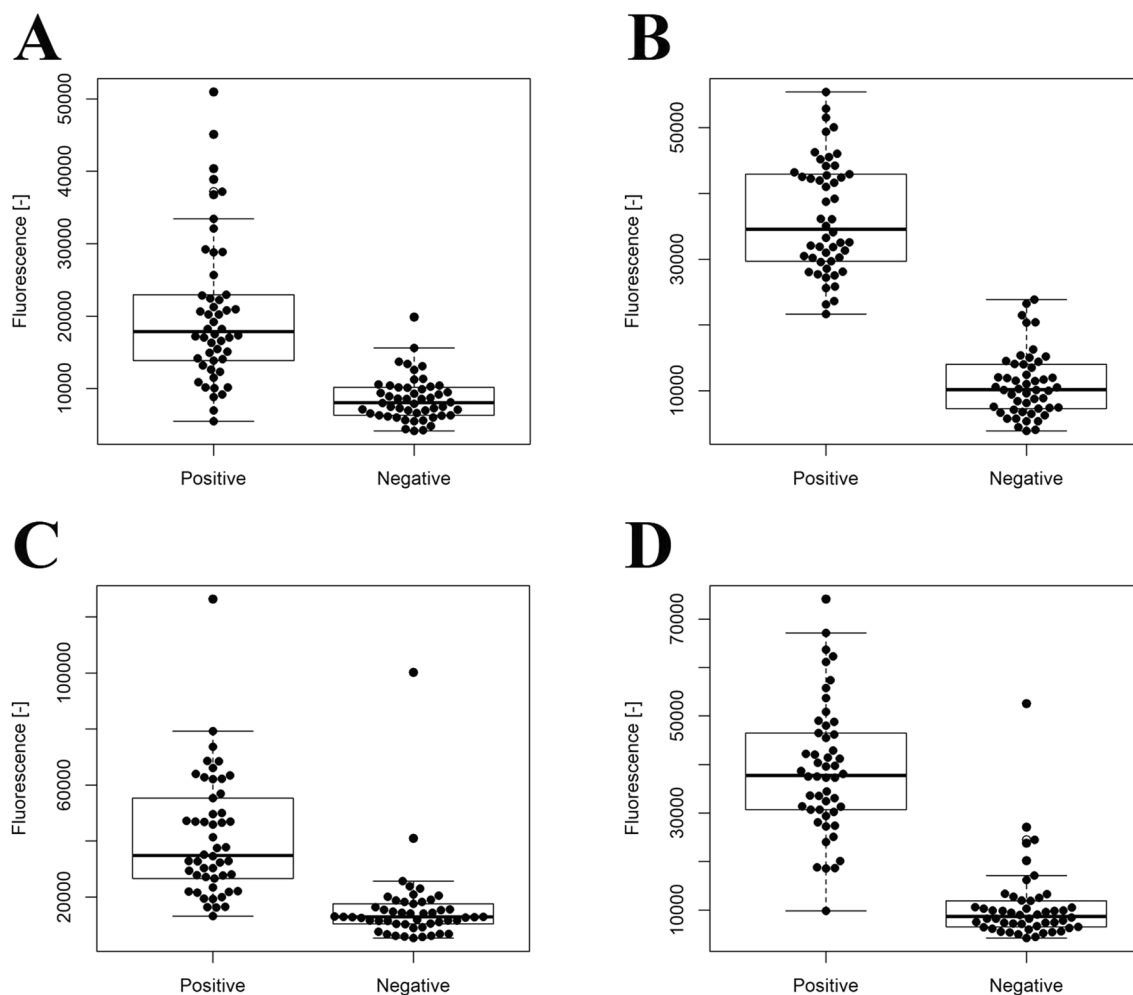 A
B
Fluorescence [-]
50000
40000
30000
20000
10000
Positive
Negative
Fluorescence [-]
50000
30000
10000
Positive
Negative
C
D
Fluorescence [-]
100000
60000
20000
Positive
Negative
Fluorescence [-]
70000
50000
30000
10000
Positive
Negative